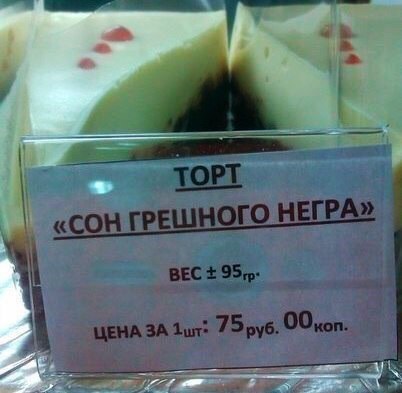 ТОРТ
«СОН ГРЕШНОГО НЕГРА»
ВЕС ± 95гр.
ЦЕНА ЗА 1шт: 75руб. 00коп.